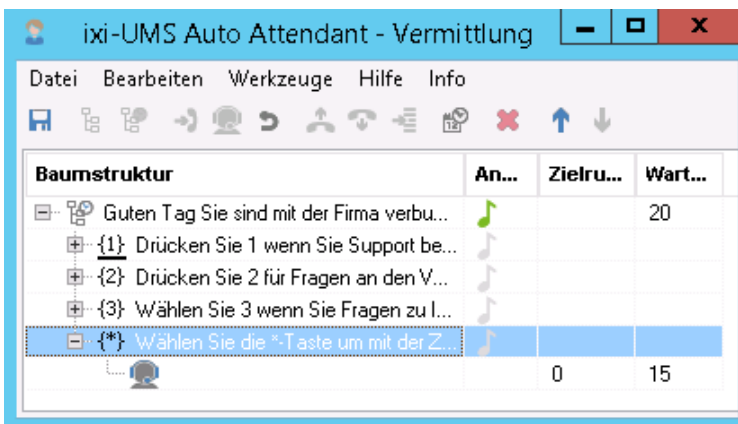 ixi-UMS Auto Attendant - Vermittlung
Datei Bearbeiten Werkzeuge Hilfe Info
12
Baumstruktur An... Zielru... Wart...
Guten Tag Sie sind mit der Firma verbu... 20
{1} Drücken Sie 1 wenn Sie Support be...
{2} Drücken Sie 2 für Fragen an den V...
{3} Wählen Sie 3 wenn Sie Fragen zu I...
{*} Wählen Sie die *-Taste um mit der Z...
0 15